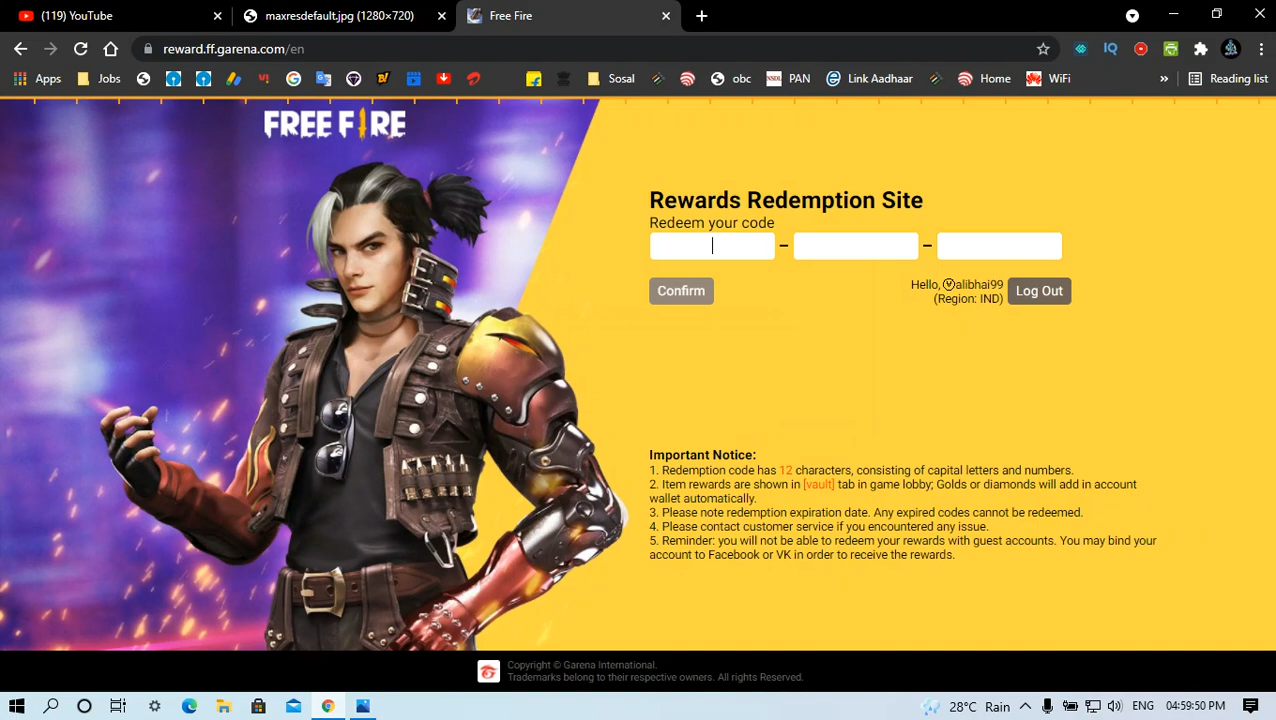 (119) YouTube
maxresdefault.jpg (1280×720)
Free Fire
reward.ff.garena.com/en
Apps
Jobs
Sosal
obc
PAN
Link Aadhaar
Home
WiFi
Reading list
FREE FIRE
Rewards Redemption Site
Redeem your code
Confirm
Hello, Ⓥalibhai99
(Region: IND)
Log Out
Important Notice:
1. Redemption code has 12 characters, consisting of capital letters and numbers.
2. Item rewards are shown in [vault] tab in game lobby; Golds or diamonds will add in account
wallet automatically.
3. Please note redemption expiration date. Any expired codes cannot be redeemed.
4. Please contact customer service if you encountered any issue.
5. Reminder: you will not be able to redeem your rewards with guest accounts. You may bind your
account to Facebook or VK in order to receive the rewards.
Copyright © Garena International.
Trademarks belong to their respective owners. All rights Reserved.
28°C Rain
ENG
04:59:50 PM